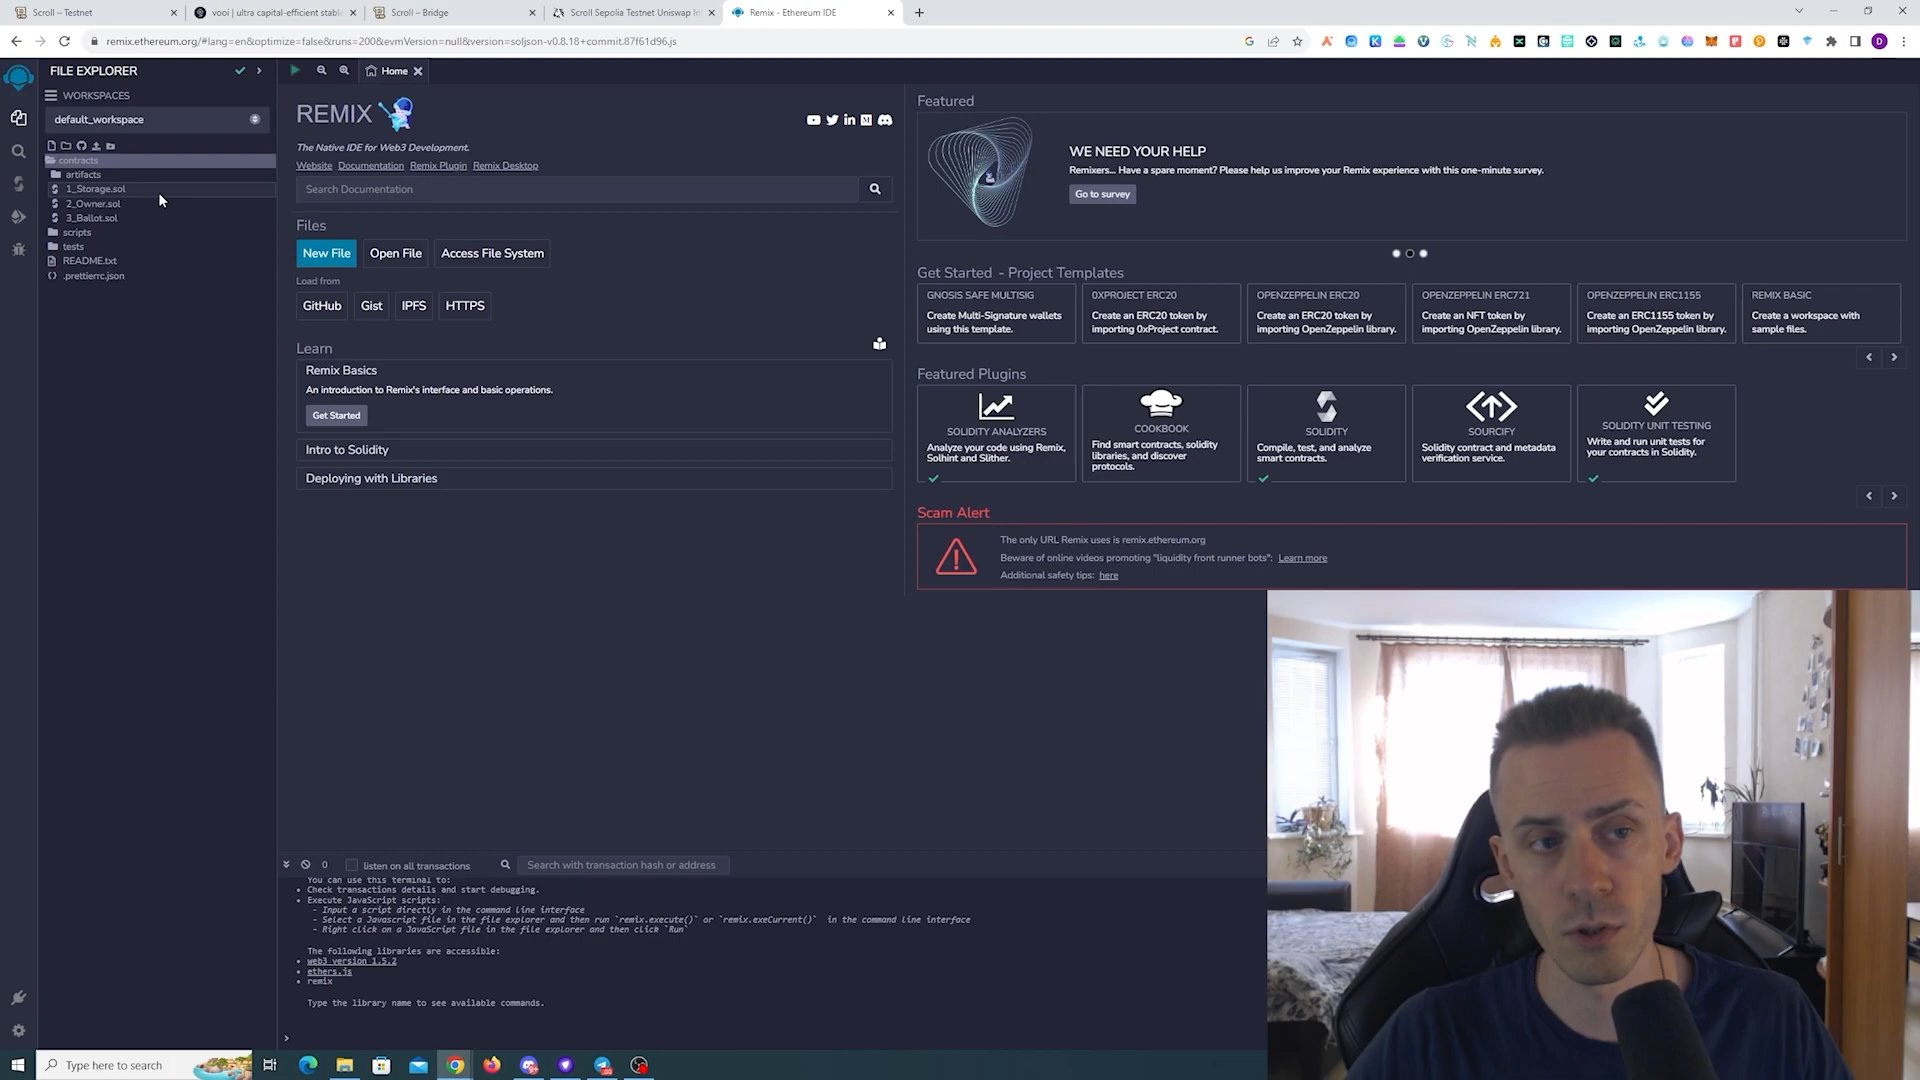 Scroll – Testnet
vooi | ultra capital-efficient stable
Scroll – Bridge
Scroll Sepolia Testnet Uniswap In
Remix - Ethereum IDE
remix.ethereum.org/#lang=en&optimize=false&runs=200&evmVersion=null&version=soljson-v0.8.18+commit.87f61d96.js
FILE EXPLORER
WORKSPACES
default_workspace
contracts
artifacts
1_Storage.sol
2_Owner.sol
3_Ballot.sol
scripts
tests
README.txt
.prettierrc.json
Home
REMIX
The Native IDE for Web3 Development.
Website Documentation Remix Plugin Remix Desktop
Search Documentation
Files
New File Open File Access File System
Load from
GitHub Gist IPFS HTTPS
Learn
Remix Basics
An introduction to Remix's interface and basic operations.
Get Started
Intro to Solidity
Deploying with Libraries
Featured
WE NEED YOUR HELP
Remixers... Have a spare moment? Please help us improve your Remix experience with this one-minute survey.
Go to survey
Get Started - Project Templates
GNOSIS SAFE MULTISIG
Create Multi-Signature wallets
using this template.
0XPROJECT ERC20
Create an ERC20 token by
importing 0xProject contract.
OPENZEPPELIN ERC20
Create an ERC20 token by
importing OpenZeppelin library.
OPENZEPPELIN ERC721
Create an NFT token by
importing OpenZeppelin library.
OPENZEPPELIN ERC1155
Create an ERC1155 token by
importing OpenZeppelin library.
REMIX BASIC
Create a workspace with
sample files.
Featured Plugins
SOLIDITY ANALYZERS
Analyze your code using Remix,
Solhint and Slither.
COOKBOOK
Find smart contracts, solidity
libraries, and discover
protocols.
SOLIDITY
Compile, test, and analyze
smart contracts.
SOURCIFY
Solidity contract and metadata
verification service.
SOLIDITY UNIT TESTING
Write and run unit tests for
your contracts in Solidity.
Scam Alert
The only URL Remix uses is remix.ethereum.org
Beware of online videos promoting "liquidity front runner bots": Learn more
Additional safety tips: here
0 listen on all transactions Search with transaction hash or address
You can use this terminal to:
• Check transactions details and start debugging.
• Execute JavaScript scripts:
- Input a script directly in the command line interface
- Select a Javascript file in the file explorer and then run `remix.execute()` or `remix.exeCurrent()` in the command line interface
- Right click on a JavaScript file in the file explorer and then click `Run`
The following libraries are accessible:
• web3 version 1.5.2
• ethers.js
• remix
Type the library name to see available commands.
>
Type here to search